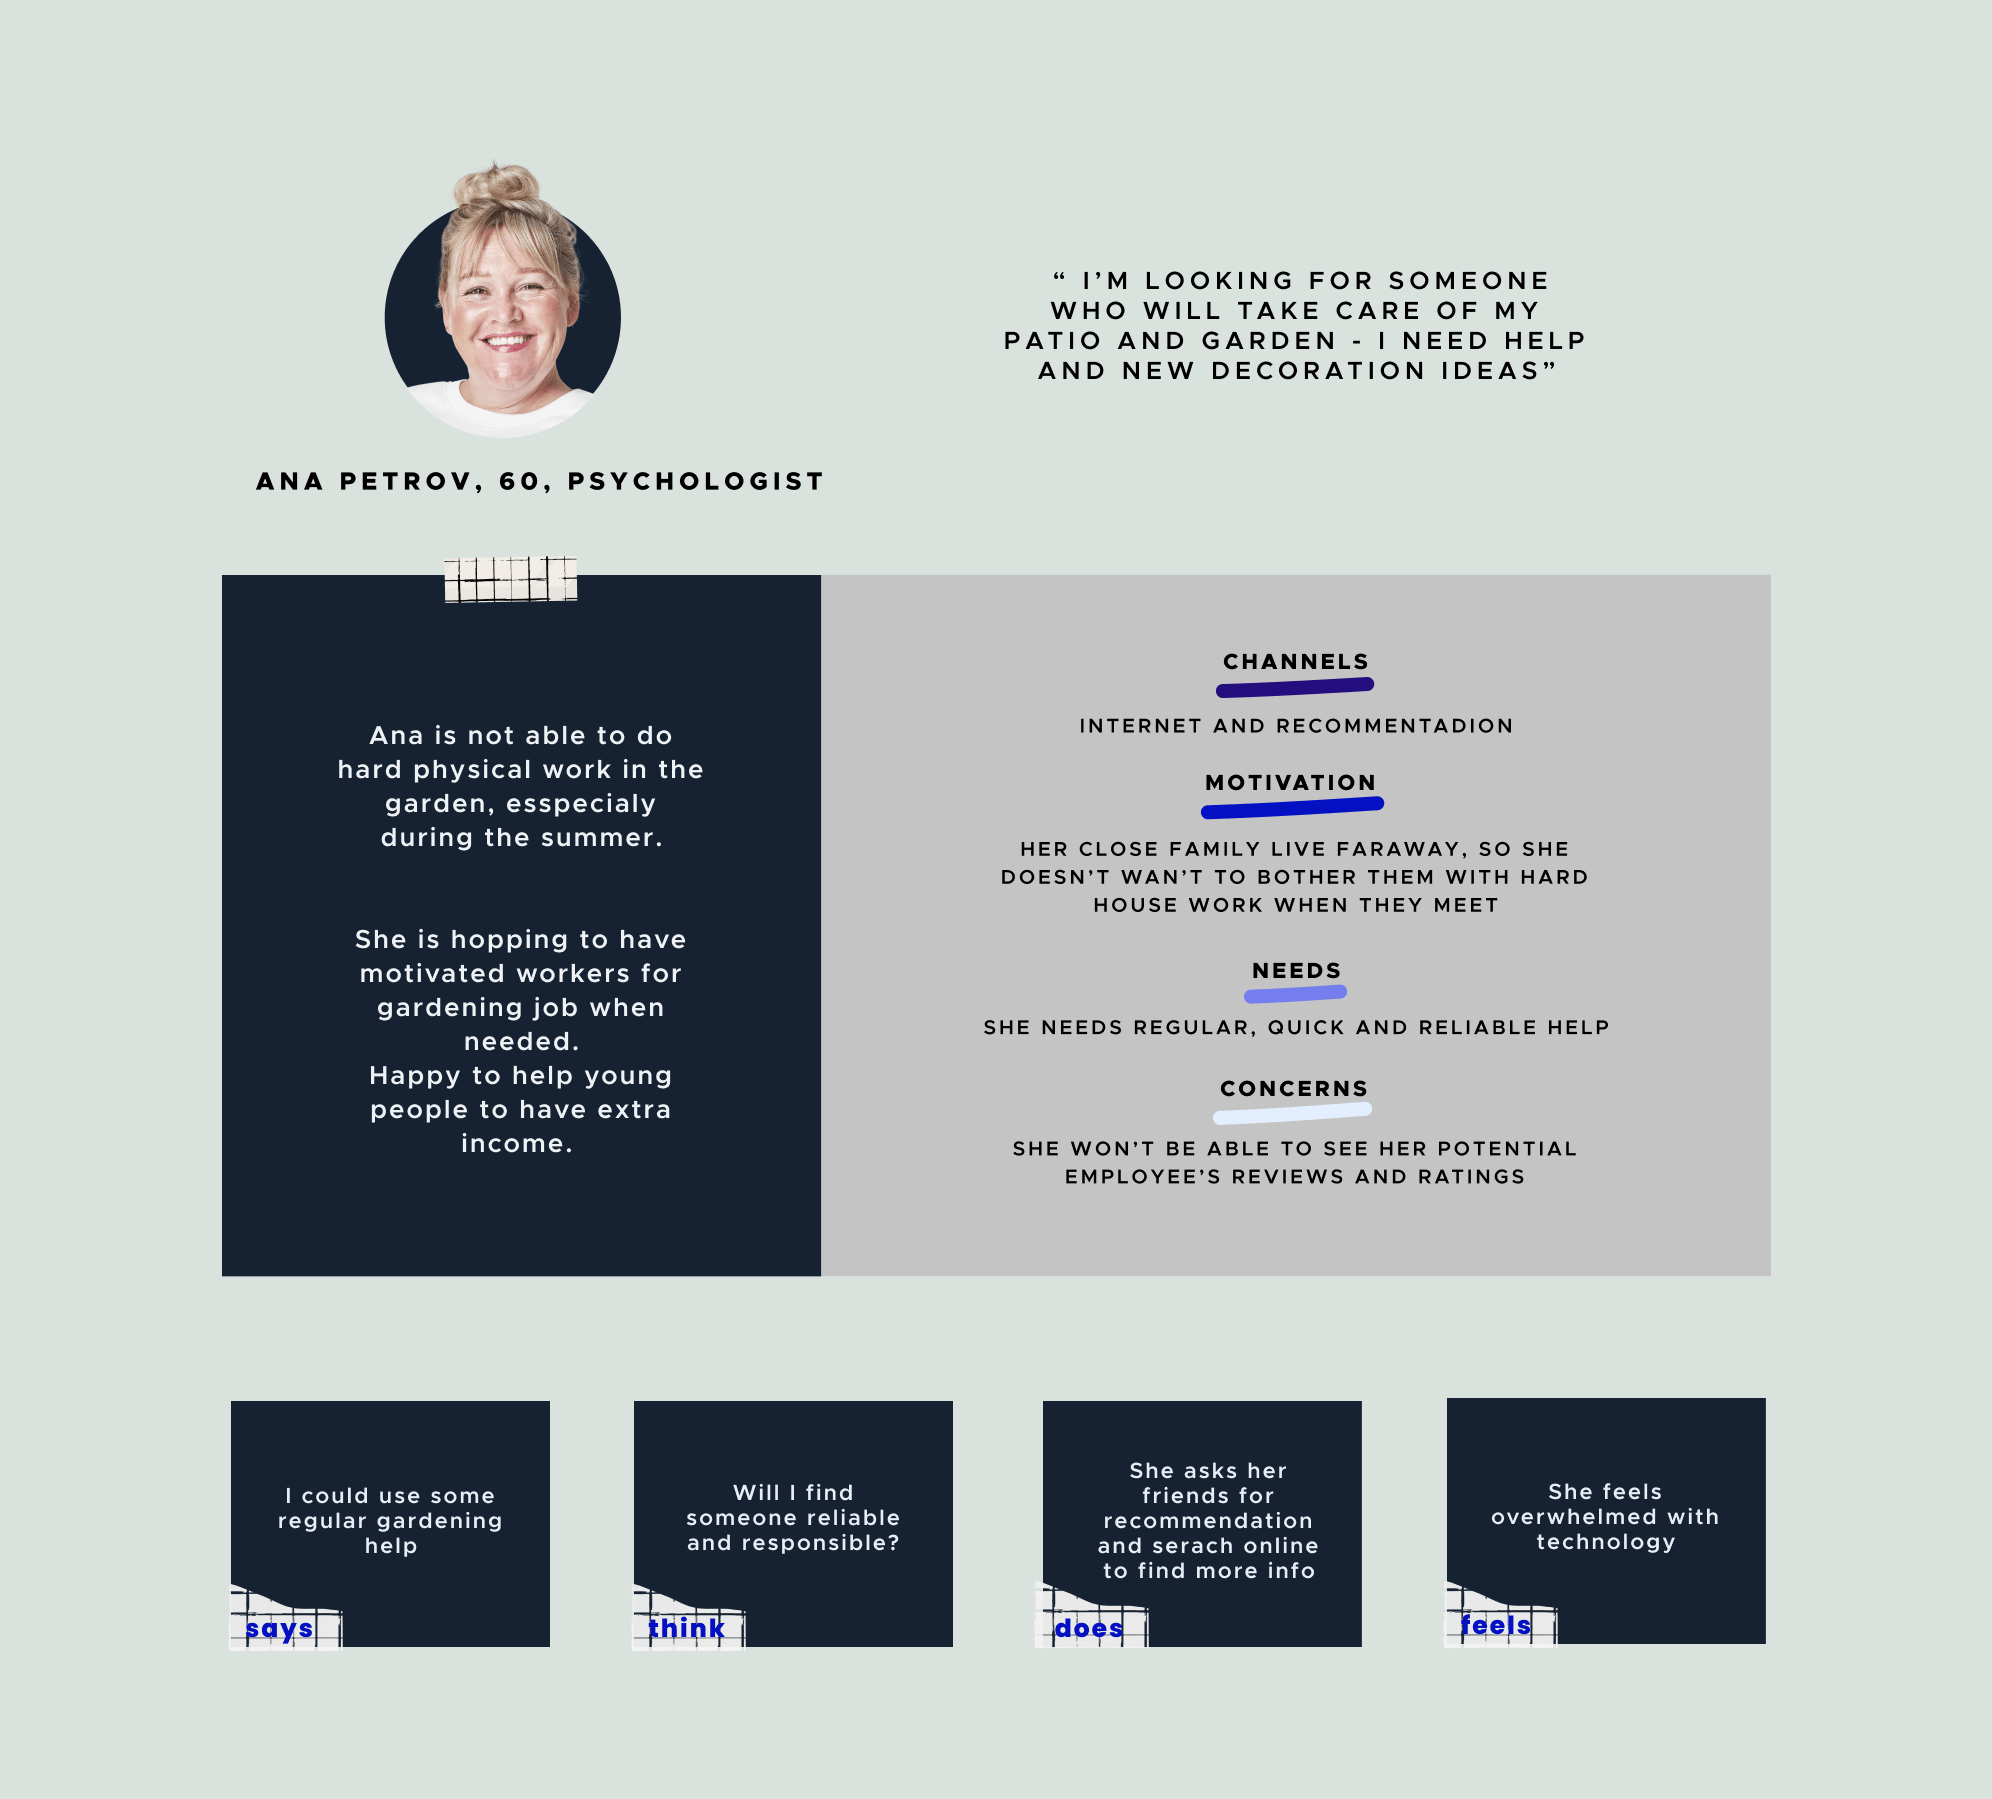 “ I’M LOOKING FOR SOMEONE
WHO WILL TAKE CARE OF MY
PATIO AND GARDEN - I NEED HELP
AND NEW DECORATION IDEAS”
ANA PETROV, 60, PSYCHOLOGIST
Ana is not able to do
hard physical work in the
garden, esspecialy
during the summer.
She is hopping to have
motivated workers for
gardening job when
needed.
Happy to help young
people to have extra
income.
CHANNELS
INTERNET AND RECOMMENTADION
MOTIVATION
HER CLOSE FAMILY LIVE FARAWAY, SO SHE
DOESN’T WAN’T TO BOTHER THEM WITH HARD
HOUSE WORK WHEN THEY MEET
NEEDS
SHE NEEDS REGULAR, QUICK AND RELIABLE HELP
CONCERNS
SHE WON’T BE ABLE TO SEE HER POTENTIAL
EMPLOYEE’S REVIEWS AND RATINGS
I could use some
regular gardening
help
says
Will I find
someone reliable
and responsible?
think
She asks her
friends for
recommendation
and serach online
to find more info
does
She feels
overwhelmed with
technology
feels